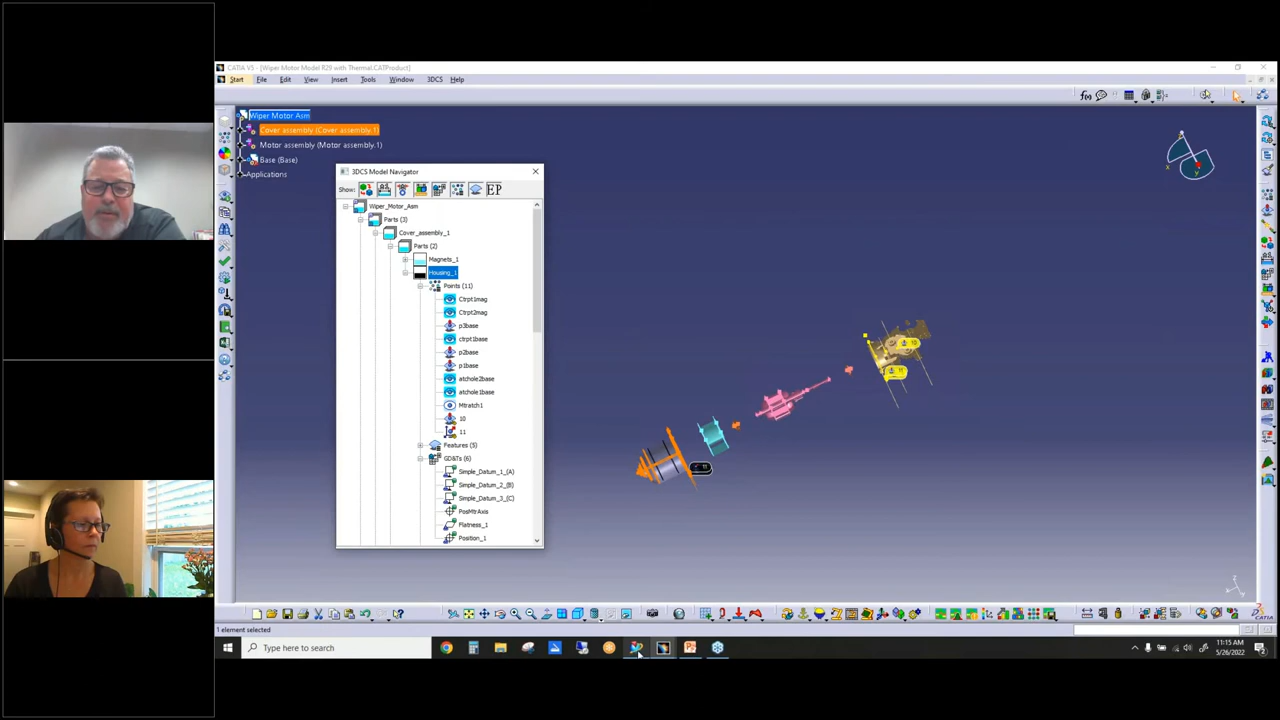 CATIA V5 - [Wiper Motor Model R29 with Thermal.CATProduct]
Start File Edit View Insert Tools Window 3DCS Help
Wiper Motor Asm
Cover assembly (Cover assembly.1)
Motor assembly (Motor assembly.1)
Base (Base)
Applications
3DCS Model Navigator
Show: EP
Wiper_Motor_Asm
Parts (3)
Cover_assembly_1
Parts (2)
Magnets_1
Housing_1
Points (11)
Ctrpt1mag
Ctrpt2mag
p3base
ctrpt1base
p2base
p1base
atchole2base
atchole1base
Mtratch1
10
11
Features (5)
GD&Ts (6)
Simple_Datum_1_(A)
Simple_Datum_2_(B)
Simple_Datum_3_(C)
PosMtrAxis
Flatness_1
Position_1
10
11
11
x
y
z
1 element selected
CATIA
Type here to search
11:15 AM
5/26/2022